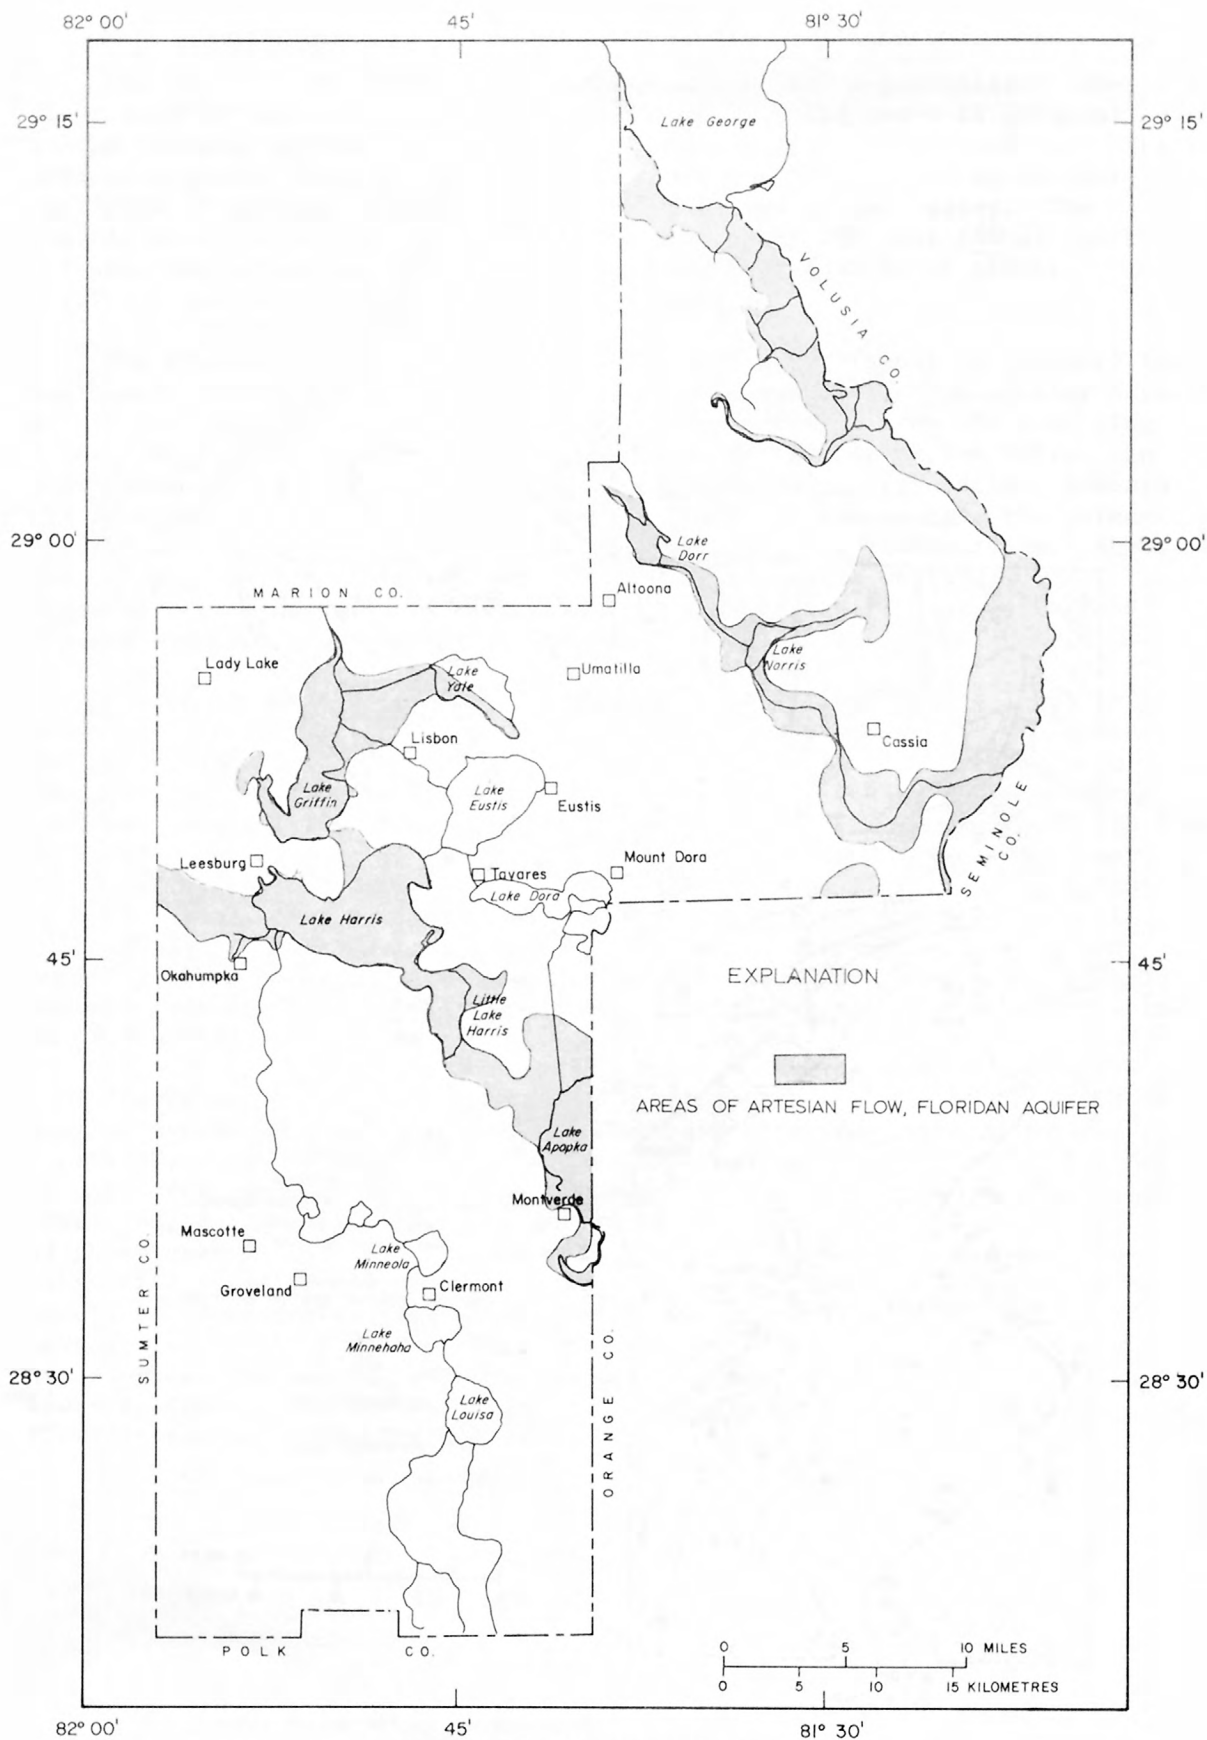 82° 00'
45'
81° 30'
29° 15'
Lake George
29° 15'
VOLUSIA CO.
29° 00'
Lake
Dorr
29° 00'
Altoona
MARION CO.
Lady Lake
Lake
Yale
Umatilla
Lake
Norris
Lisbon
Cassia
Lake
Griffin
Lake
Eustis
Eustis
SEMINOLE
CO.
Leesburg
Tavares
Mount Dora
Lake Dora
Lake Harris
45'
Okahumpka
45'
EXPLANATION
Little
Lake
Harris
AREAS OF ARTESIAN FLOW, FLORIDAN AQUIFER
Lake
Apopka
Montverde
Mascotte
Lake
Minneola
Groveland
Clermont
SUMTER CO.
Lake
Minnehaha
ORANGE CO.
28° 30'
28° 30'
Lake
Louisa
POLK CO.
0 5 10 MILES
0 5 10 15 KILOMETRES
82° 00'
45'
81° 30'